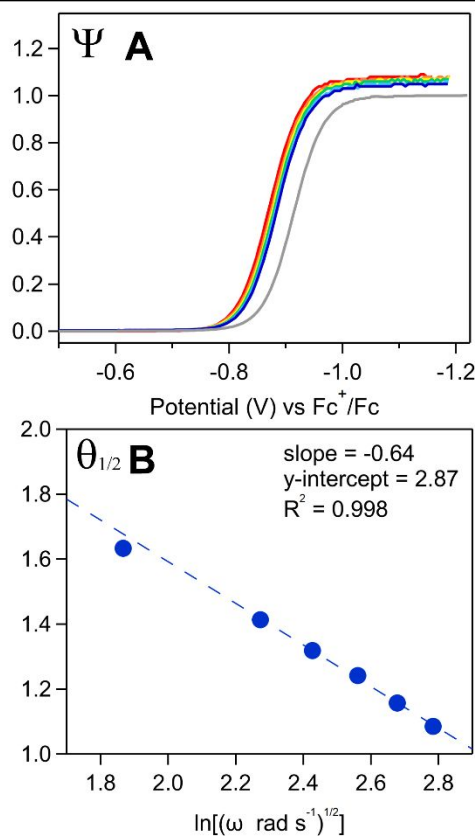 Ψ A
1.2
1.0
0.8
0.6
0.4
0.2
0.0
-0.6 -0.8 -1.0 -1.2
Potential (V) vs Fc⁺/Fc
2.0
θ1/2 B
slope = -0.64
y-intercept = 2.87
R² = 0.998
1.8
1.6
1.4
1.2
1.0
1.8 2.0 2.2 2.4 2.6 2.8
ln[(ω rad s⁻¹)¹/²]